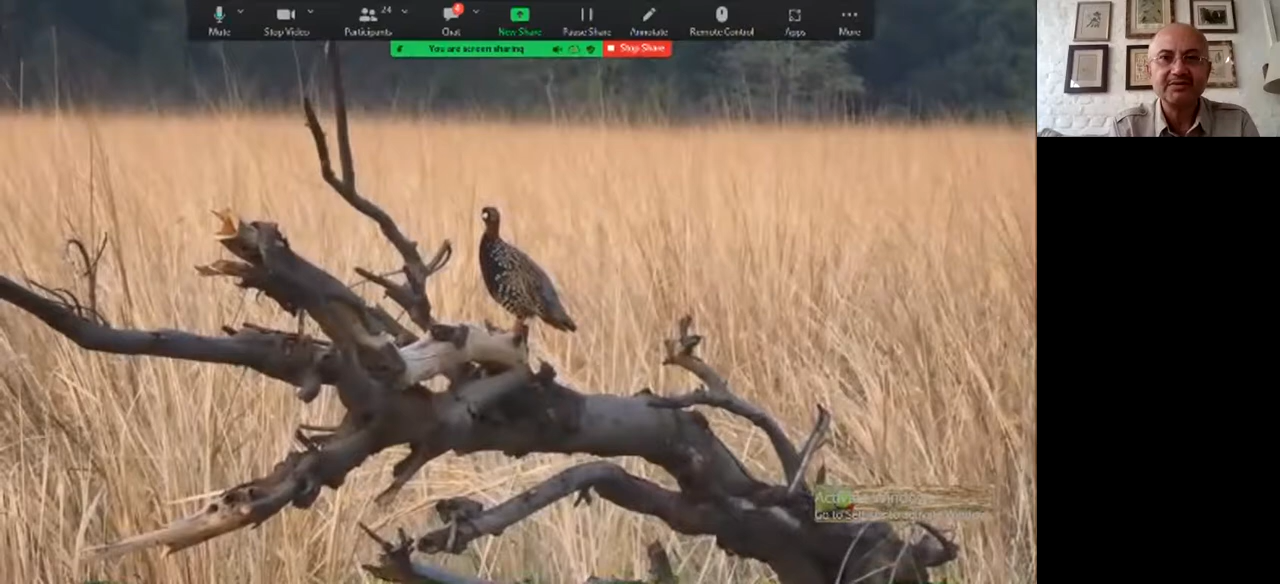 24
4
Mute
Stop Video
Participants
Chat
New Share
Pause Share
Annotate
Remote Control
Apps
More
You are screen sharing
Stop Share